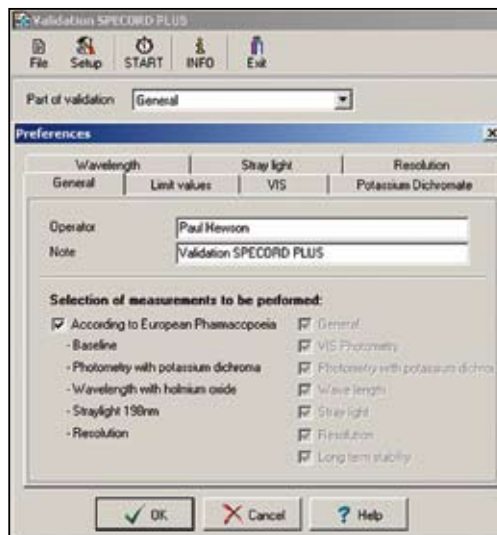 Validation SPECORD PLUS
File Setup START INFO Exit
Part of validation General
Preferences
Wavelength Stray light Resolution
General Limit values VIS Potassium Dichromate
Operator Paul Hewson
Note Validation SPECORD PLUS
Selection of measurements to be performed:
According to European Pharmacopoeia General
- Baseline VIS Photometry
- Photometry with potassium dichroma Photometry with potassium dichro
- Wavelength with holmium oxide Wave length
- Straylight 198nm Stray light
- Resolution Resolution
Long term stability
OK Cancel Help